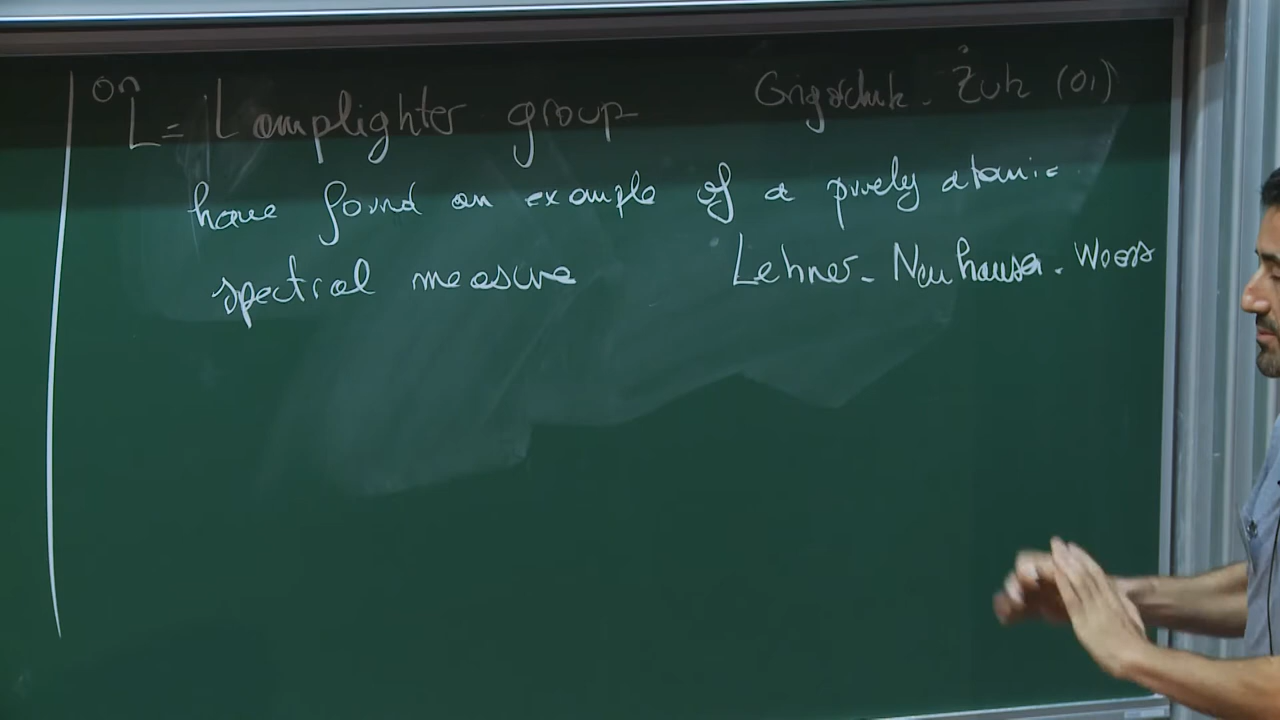 On
L = Lamplighter group Grigorchuk - Żuk (01)
have found an example of a purely atomic
spectral measure Lehner - Neuhauser - Woess